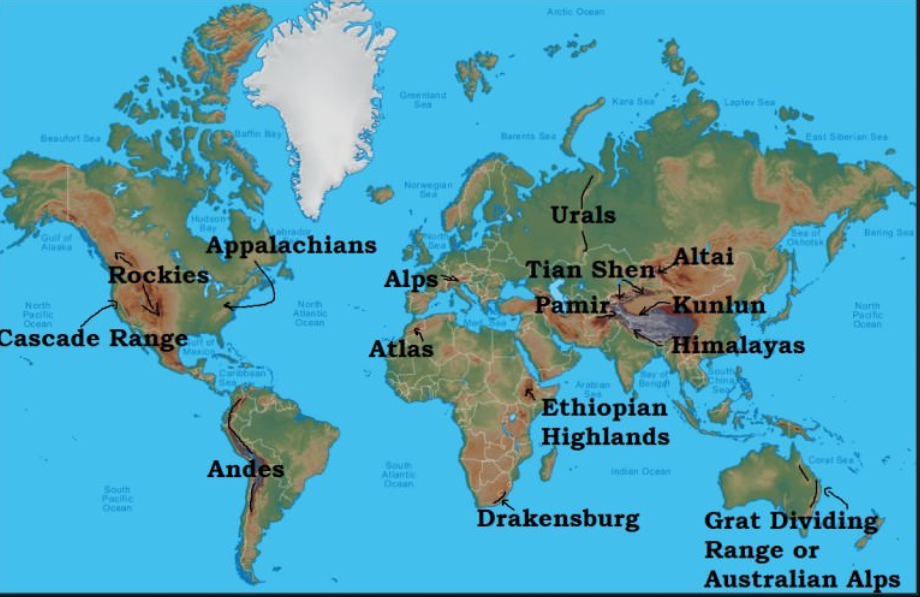 Arctic Ocean
Greenland
Sea
Kara Sea
Laptev Sea
Beaufort Sea
Baffin Bay
Barents Sea
East Siberian Sea
Norwegian
Sea
Hudson
Bay
Labrador
Urals
Gulf of
Alaska
North
Sea
Sea of
Okhotsk
Bering Sea
Appalachians
Rockies
Alps
Tian Shen
Altai
North
Pacific
Ocean
North
Atlantic
Ocean
Pamir
Kunlun
North
Pacific
Ocean
Cascade Range
Gulf of
Mexico
Atlas
Med. Sea
Himalayas
Caribbean
Sea
Arabian
Sea
Bay of
Bengal
South
China
Sea
Ethiopian
Highlands
Andes
South
Atlantic
Ocean
Indian Ocean
Coral Sea
South
Pacific
Ocean
Drakensburg
Grat Dividing
Range or
Australian Alps